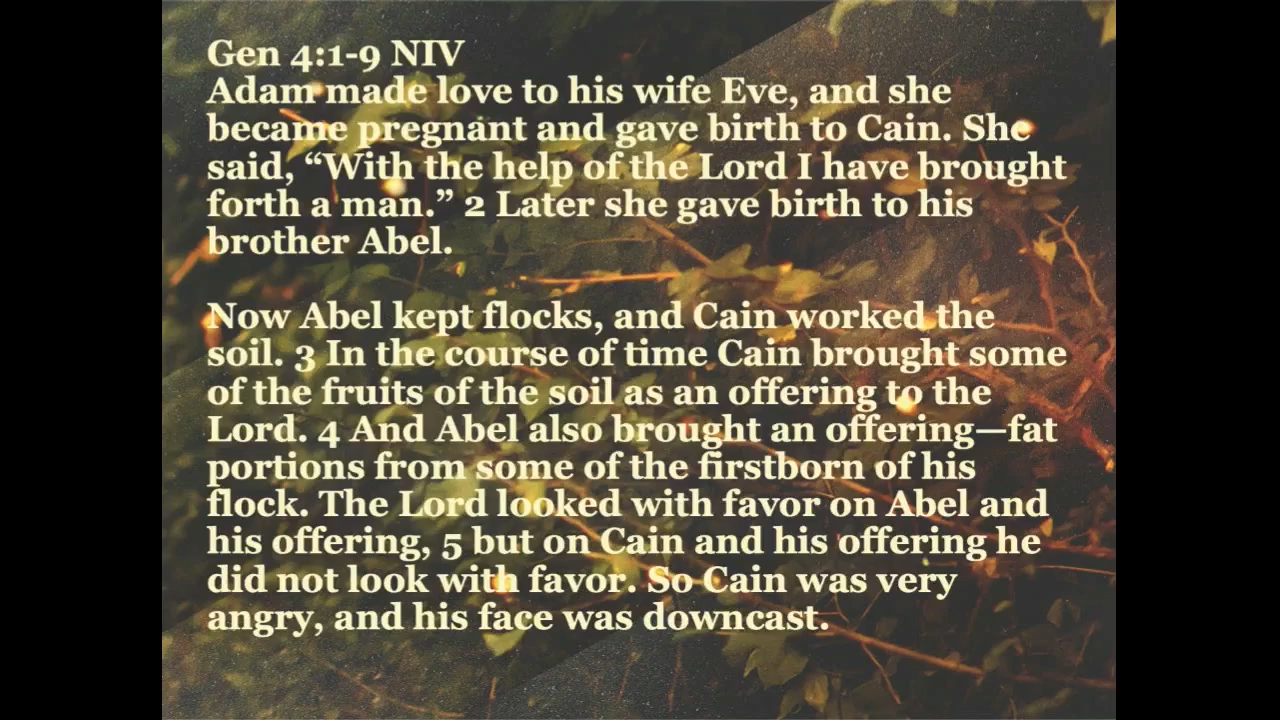 Gen 4:1-9 NIV
Adam made love to his wife Eve, and she
became pregnant and gave birth to Cain. She
said, “With the help of the Lord I have brought
forth a man.” 2 Later she gave birth to his
brother Abel.
Now Abel kept flocks, and Cain worked the
soil. 3 In the course of time Cain brought some
of the fruits of the soil as an offering to the
Lord. 4 And Abel also brought an offering—fat
portions from some of the firstborn of his
flock. The Lord looked with favor on Abel and
his offering, 5 but on Cain and his offering he
did not look with favor. So Cain was very
angry, and his face was downcast.